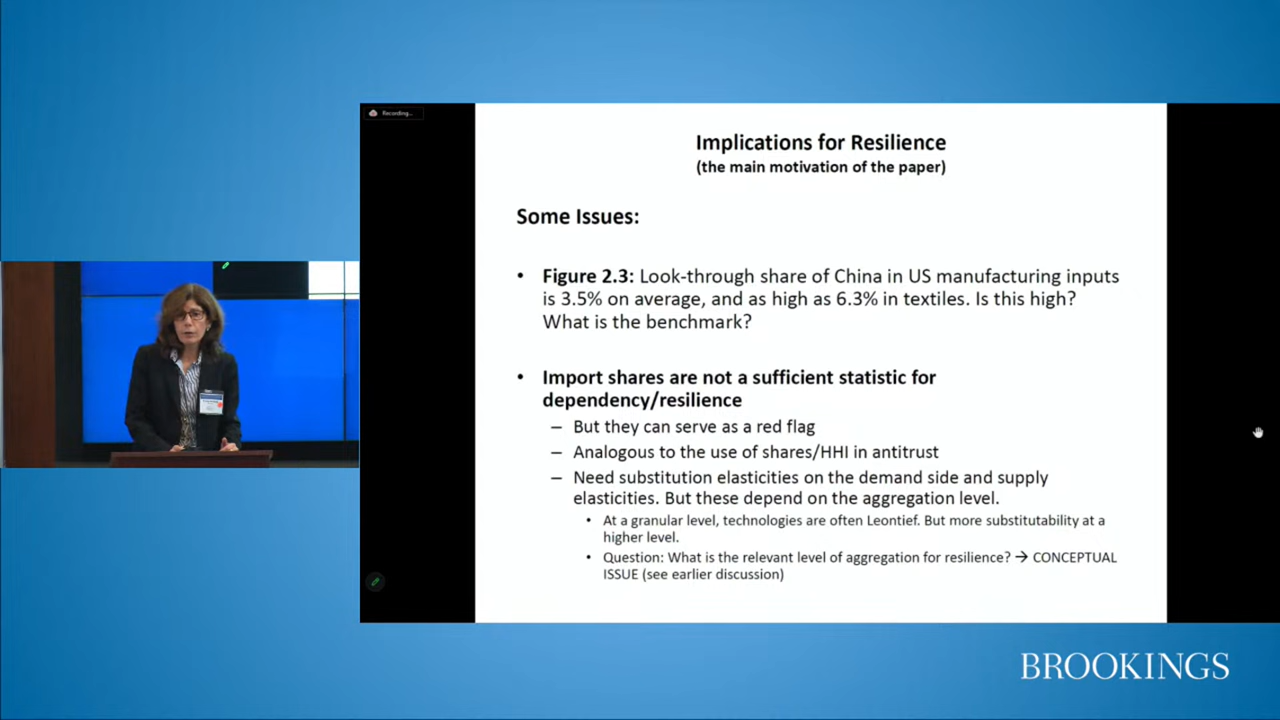 Recording...
Implications for Resilience
(the main motivation of the paper)
Some Issues:
• Figure 2.3: Look-through share of China in US manufacturing inputs
is 3.5% on average, and as high as 6.3% in textiles. Is this high?
What is the benchmark?
• Import shares are not a sufficient statistic for
dependency/resilience
– But they can serve as a red flag
– Analogous to the use of shares/HHI in antitrust
– Need substitution elasticities on the demand side and supply
elasticities. But these depend on the aggregation level.
• At a granular level, technologies are often Leontief. But more substitutability at a
higher level.
• Question: What is the relevant level of aggregation for resilience? → CONCEPTUAL
ISSUE (see earlier discussion)
BROOKINGS